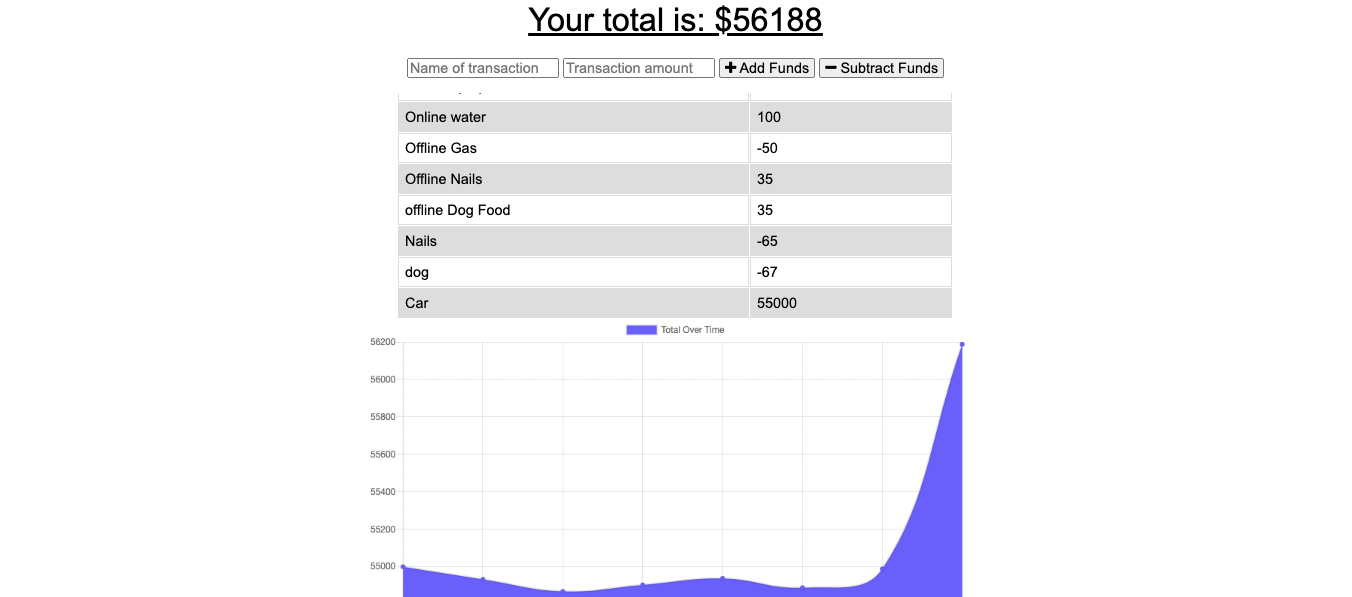 Your total is: $56188
Name of transaction Transaction amount Add Funds Subtract Funds
Online water 100
Offline Gas -50
Offline Nails 35
offline Dog Food 35
Nails -65
dog -67
Car 55000
Total Over Time
56200
56000
55800
55600
55400
55200
55000